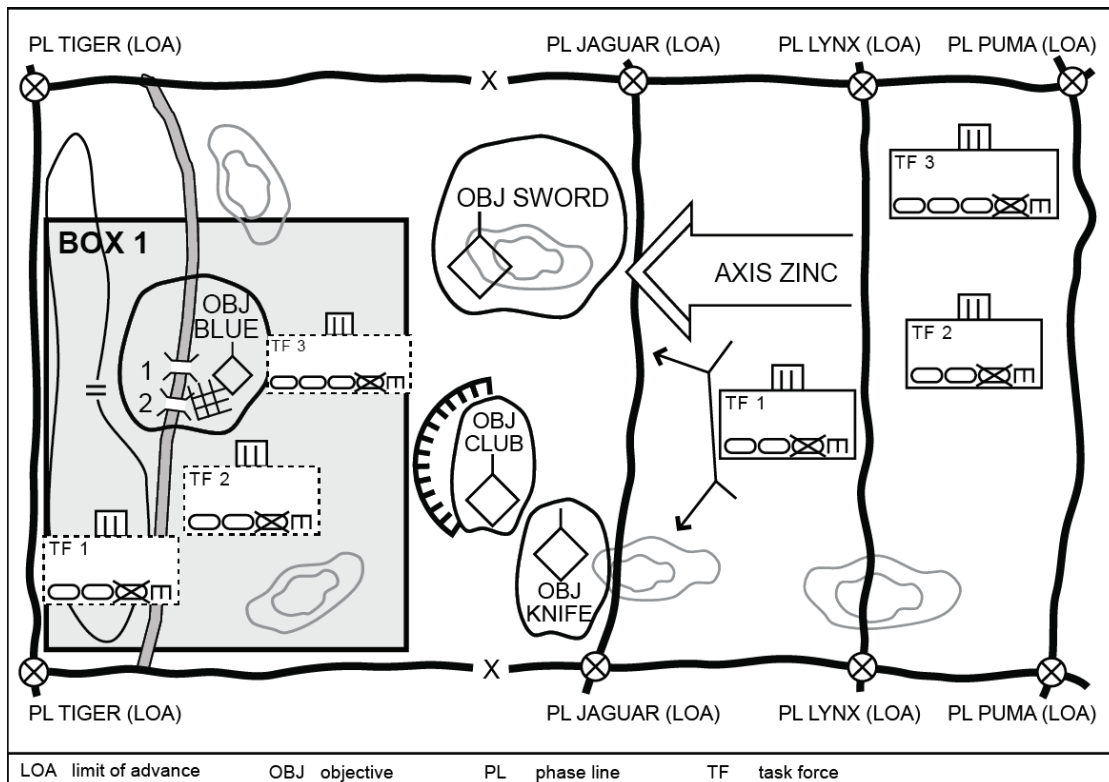 PL TIGER (LOA)
PL JAGUAR (LOA)
PL LYNX (LOA)
PL PUMA (LOA)
X
TF 3
OBJ SWORD
BOX 1
AXIS ZINC
OBJ
BLUE
TF 3
TF 2
1
2
TF 1
OBJ
CLUB
TF 2
TF 1
OBJ
KNIFE
X
PL TIGER (LOA)
PL JAGUAR (LOA)
PL LYNX (LOA)
PL PUMA (LOA)
LOA limit of advance
OBJ objective
PL phase line
TF task force